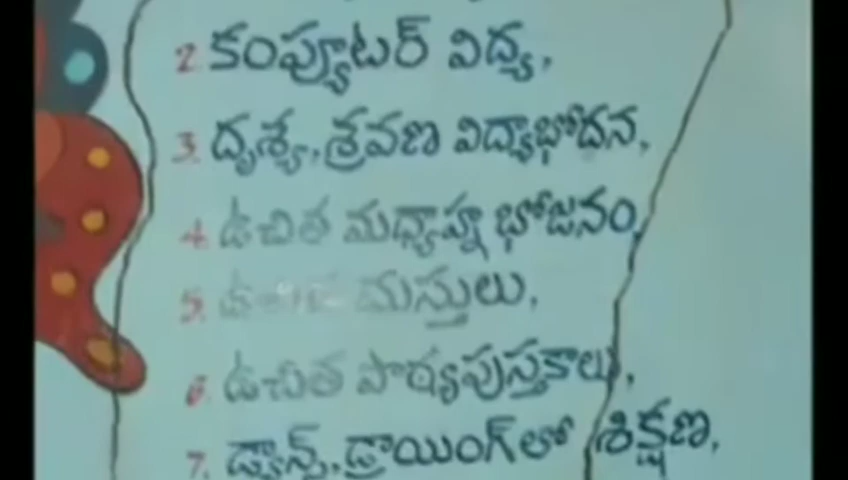 2. కంప్యూటర్ విద్య,
3. దృశ్య, శ్రవణ విద్యాభోదన,
4. ఉచిత మధ్యాహ్న భోజనం,
5. దుస్తులు,
6. ఉచిత పాఠ్యపుస్తకాలు,
7. డ్యాన్స్, డ్రాయింగ్‌లో శిక్షణ,